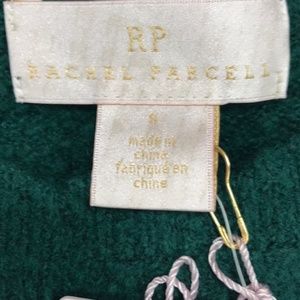 RP
RACHEL PARCELL
S
made in
china
fabriqué en
chine